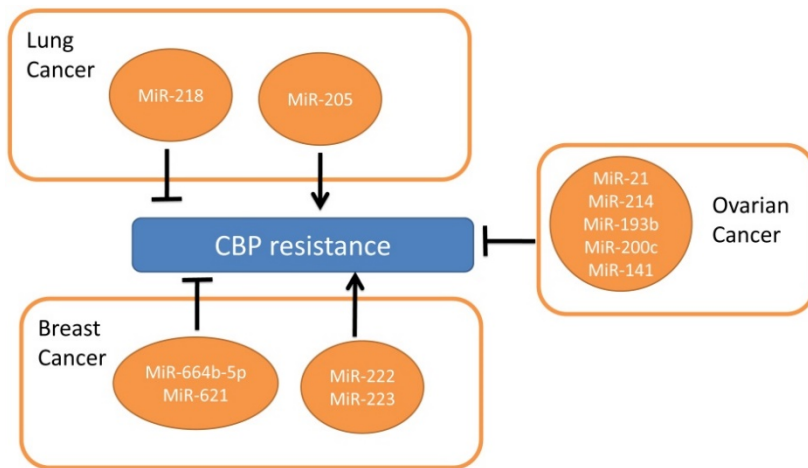 Lung
Cancer
MiR-218
MiR-205
CBP resistance
MiR-21
MiR-214
MiR-193b
MiR-200c
MiR-141
Ovarian
Cancer
Breast
Cancer
MiR-664b-5p
MiR-621
MiR-222
MiR-223